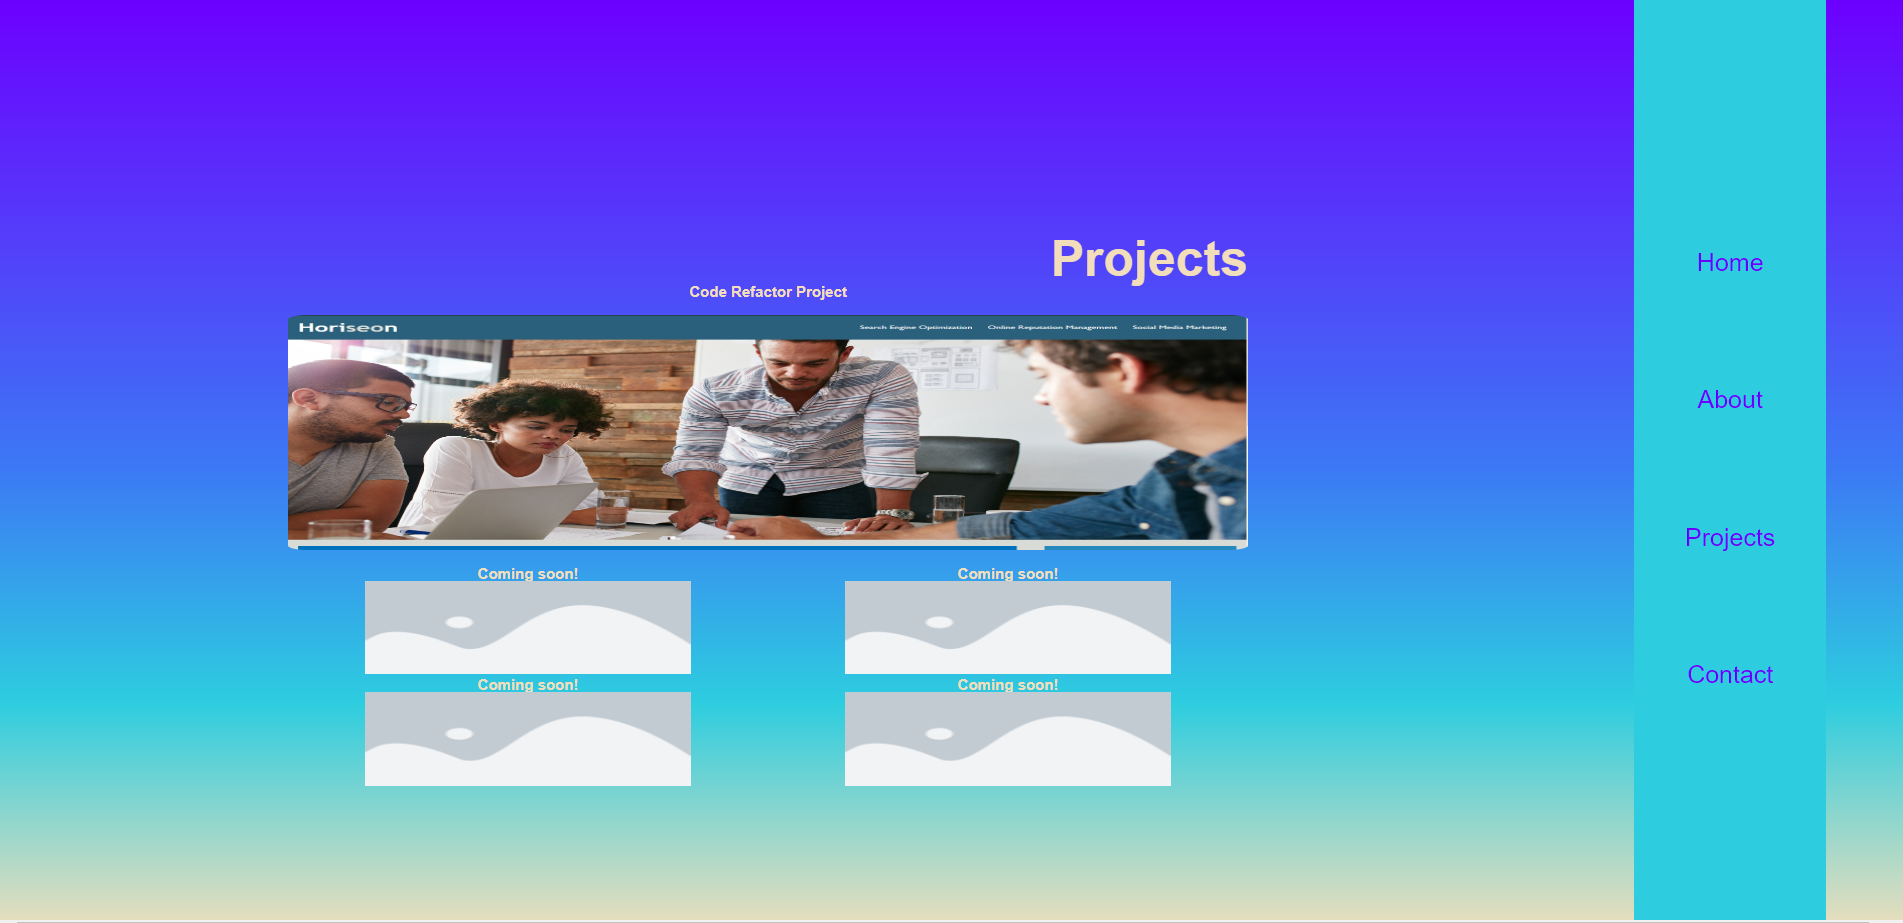 Projects
Code Refactor Project
Horiseon
Search Engine Optimization Online Reputation Management Social Media Marketing
Coming soon! Coming soon!
Coming soon! Coming soon!
Home
About
Projects
Contact